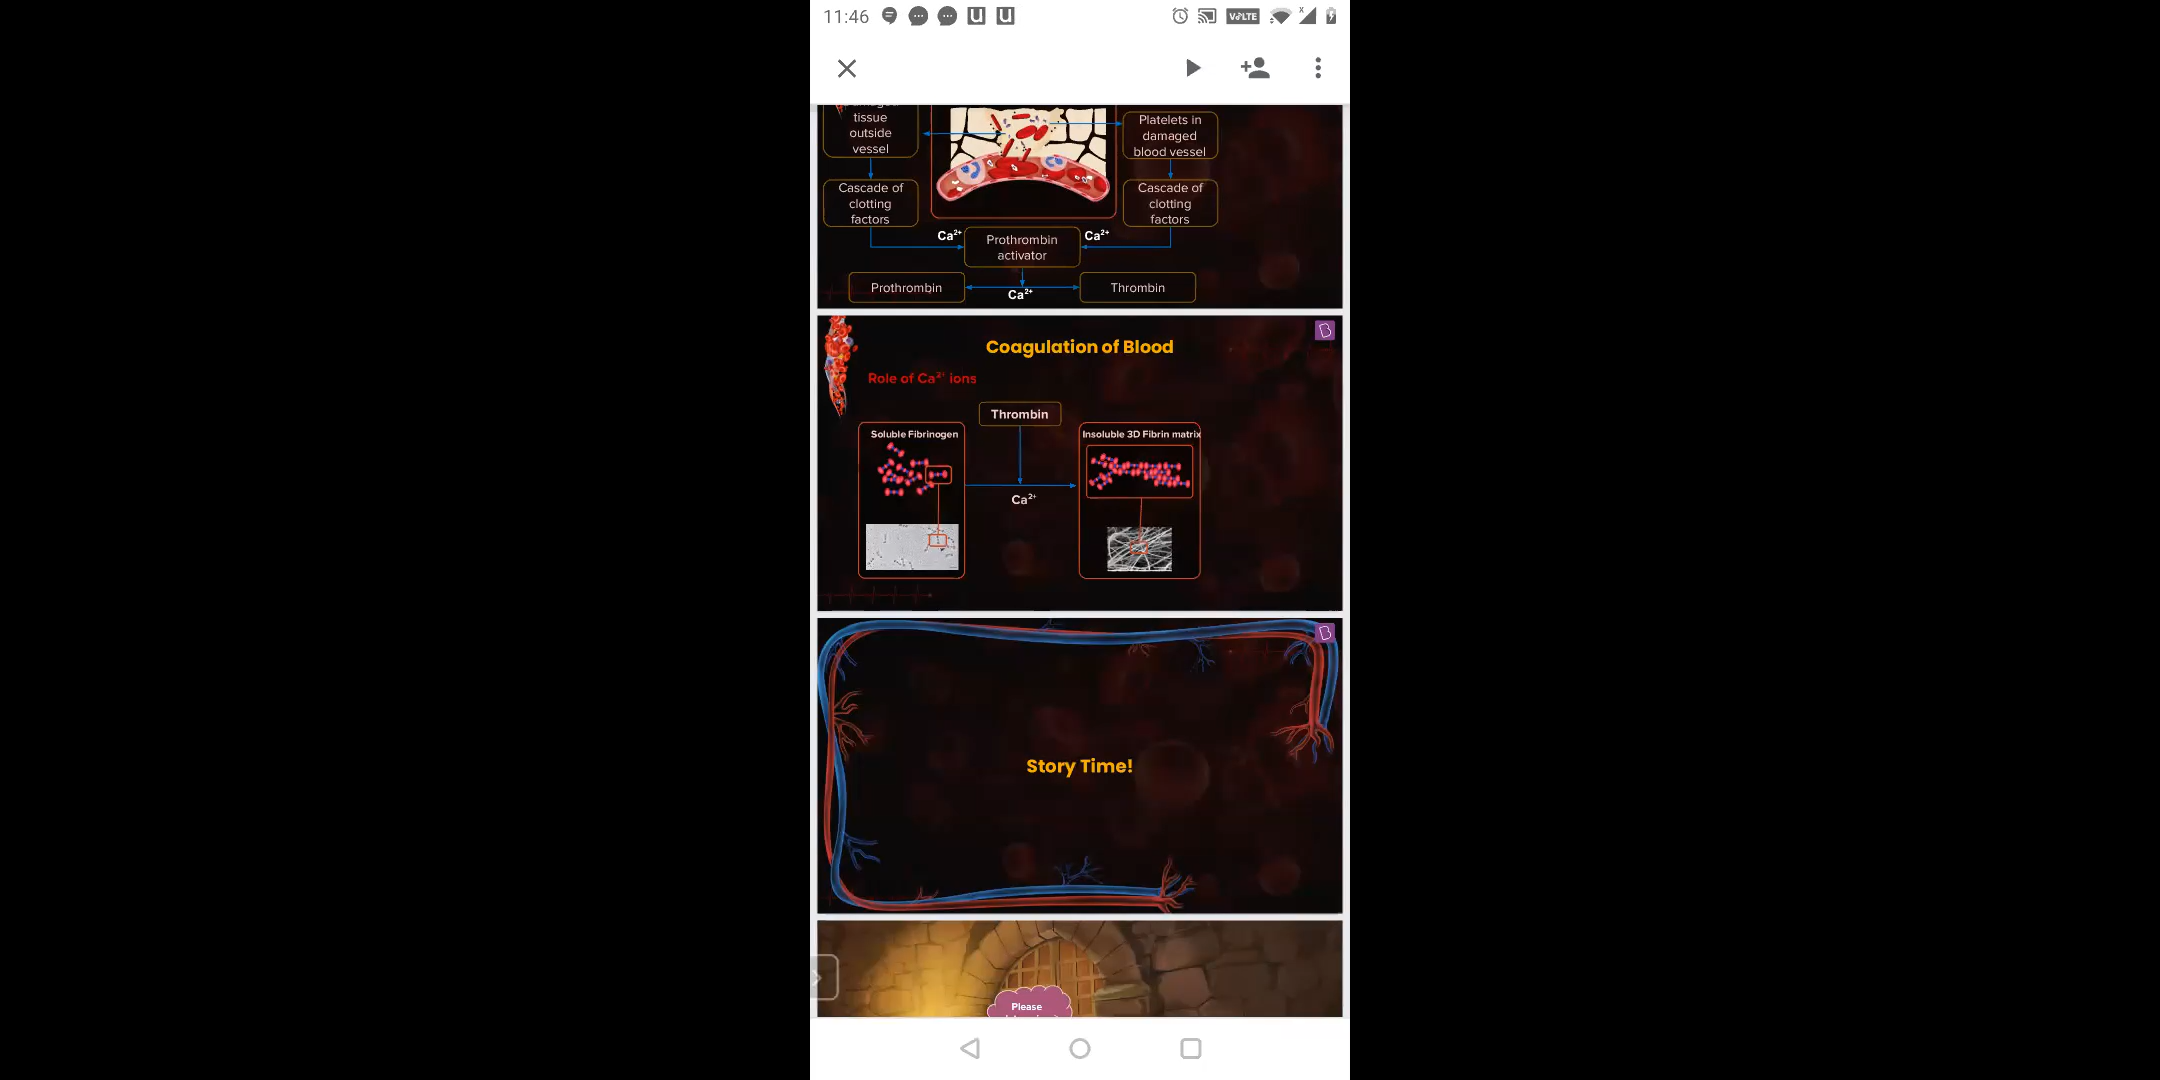 11:46
VoLTE
tissue
outside
vessel
Platelets in
damaged
blood vessel
Cascade of
clotting
factors
Cascade of
clotting
factors
Ca²⁺
Prothrombin
activator
Ca²⁺
Prothrombin
Ca²⁺
Thrombin
Coagulation of Blood
Role of Ca²⁺ ions
Thrombin
Soluble Fibrinogen
Insoluble 3D Fibrin matrix
Ca²⁺
Story Time!
Please